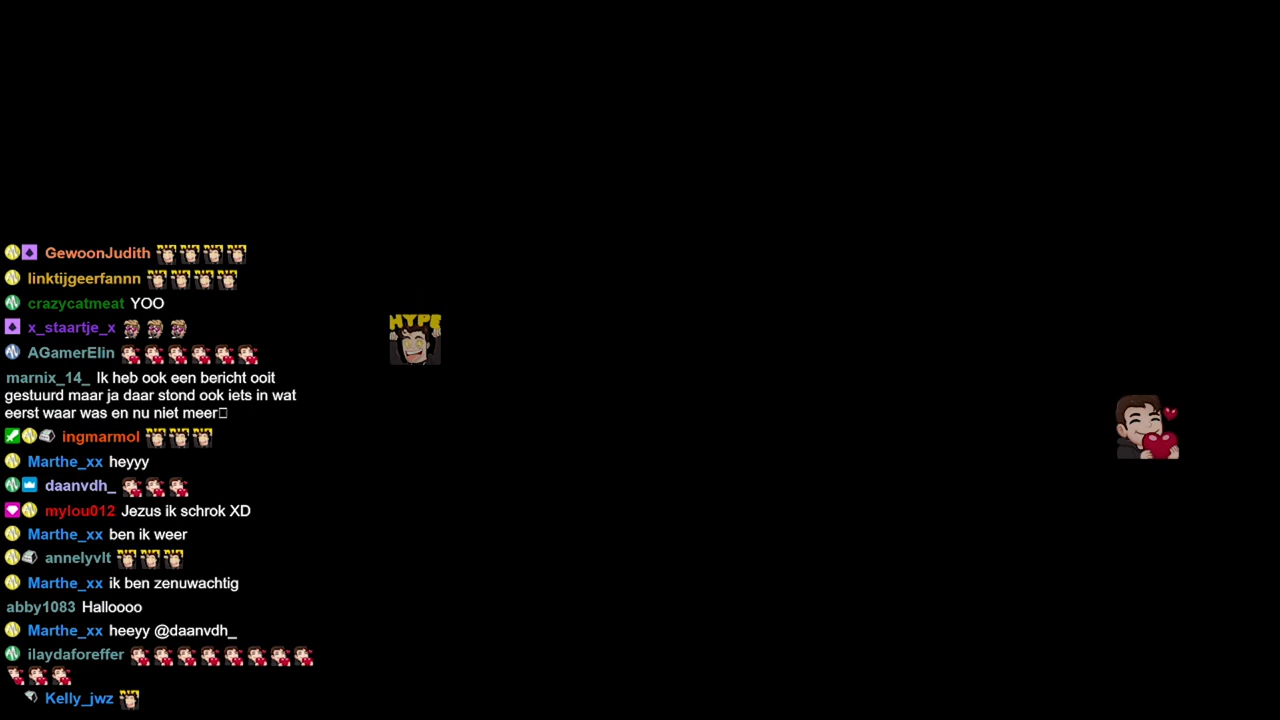 GewoonJudith
linktijgeerfannn
crazycatmeat YOO
x_staartje_x
AGamerElin
marnix_14_ Ik heb ook een bericht ooit
gestuurd maar ja daar stond ook iets in wat
eerst waar was en nu niet meer
ingmarmol
Marthe_xx heyyy
daanvdh_
mylou012 Jezus ik schrok XD
Marthe_xx ben ik weer
annelyvlt
Marthe_xx ik ben zenuwachtig
abby1083 Halloooo
Marthe_xx heeyy @daanvdh_
ilaydaforeffer
Kelly_jwz
HYPE